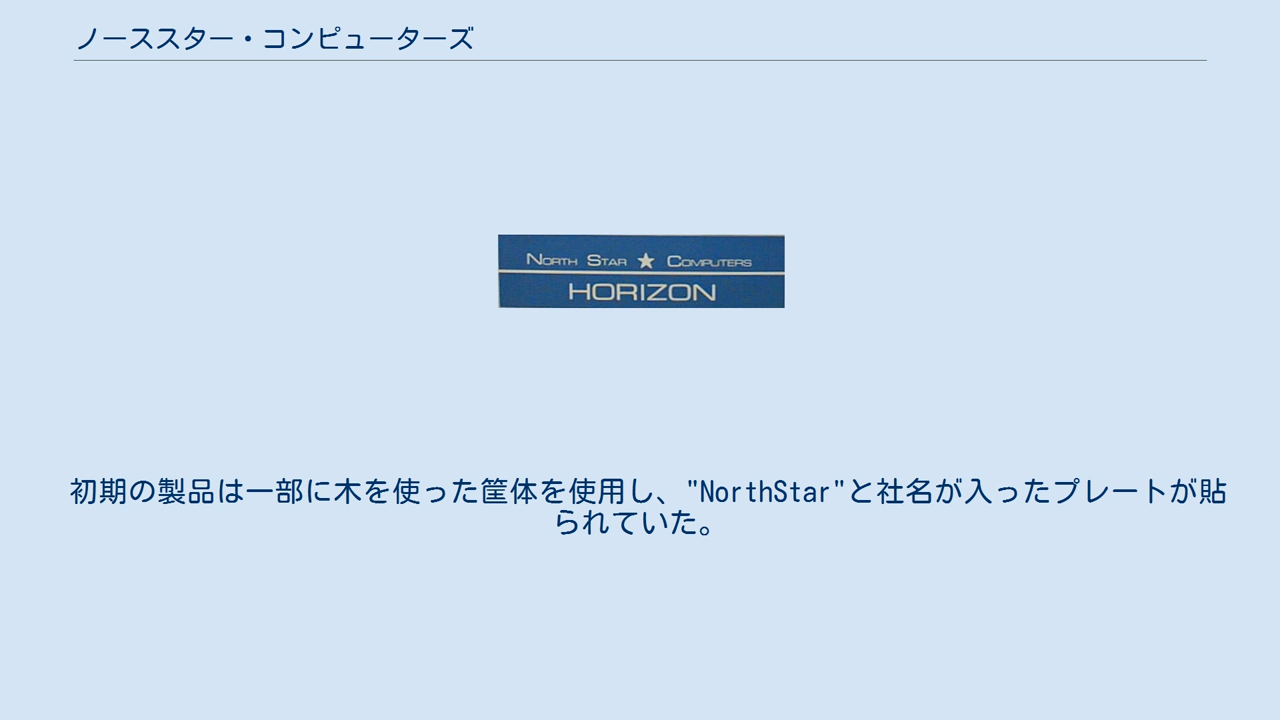 ノーススター・コンピューターズ
North Star ★ Computers
HORIZON
初期の製品は一部に木を使った筐体を使用し、"NorthStar"と社名が入ったプレートが貼
られていた。